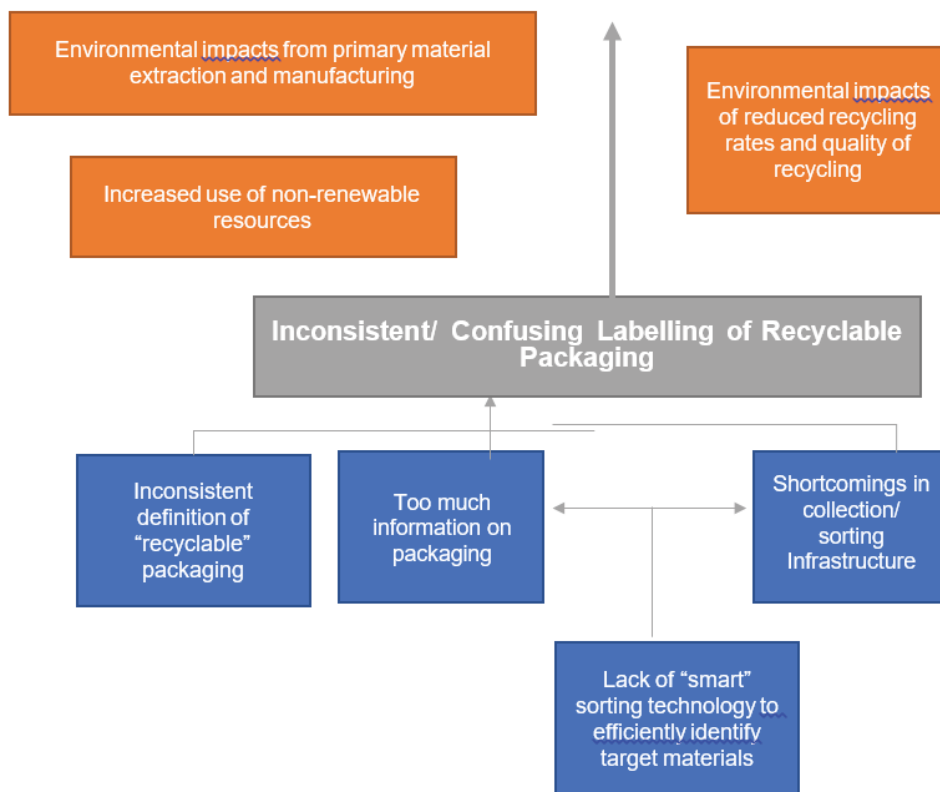 Environmental impacts from primary material
extraction and manufacturing
Environmental impacts
of reduced recycling
rates and quality of
recycling
Increased use of non-renewable
resources
Inconsistent/ Confusing Labelling of Recyclable
Packaging
Inconsistent
definition of
“recyclable”
packaging
Too much
information on
packaging
Shortcomings in
collection/
sorting
Infrastructure
Lack of “smart”
sorting technology to
efficiently identify
target materials